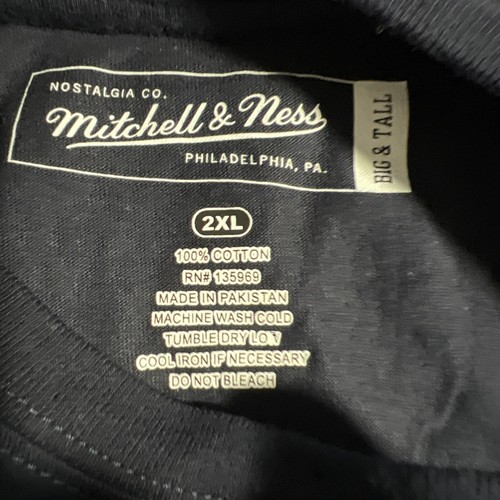 NOSTALGIA CO.
Mitchell & Ness
PHILADELPHIA, PA.
BIG & TALL
2XL
100% COTTON
RN# 135969
MADE IN PAKISTAN
MACHINE WASH COLD
TUMBLE DRY
COOL IRON IF NECESSARY
DO NOT BLEACH